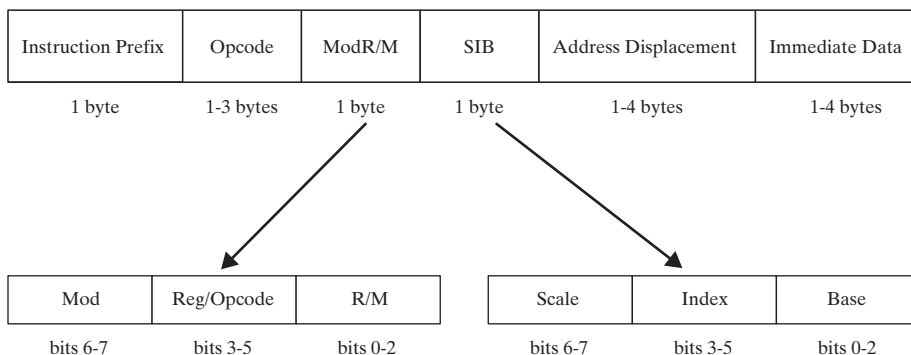 Instruction Prefix Opcode ModR/M SIB Address Displacement Immediate Data
1 byte 1-3 bytes 1 byte 1 byte 1-4 bytes 1-4 bytes
Mod Reg/Opcode R/M Scale Index Base
bits 6-7 bits 3-5 bits 0-2 bits 6-7 bits 3-5 bits 0-2